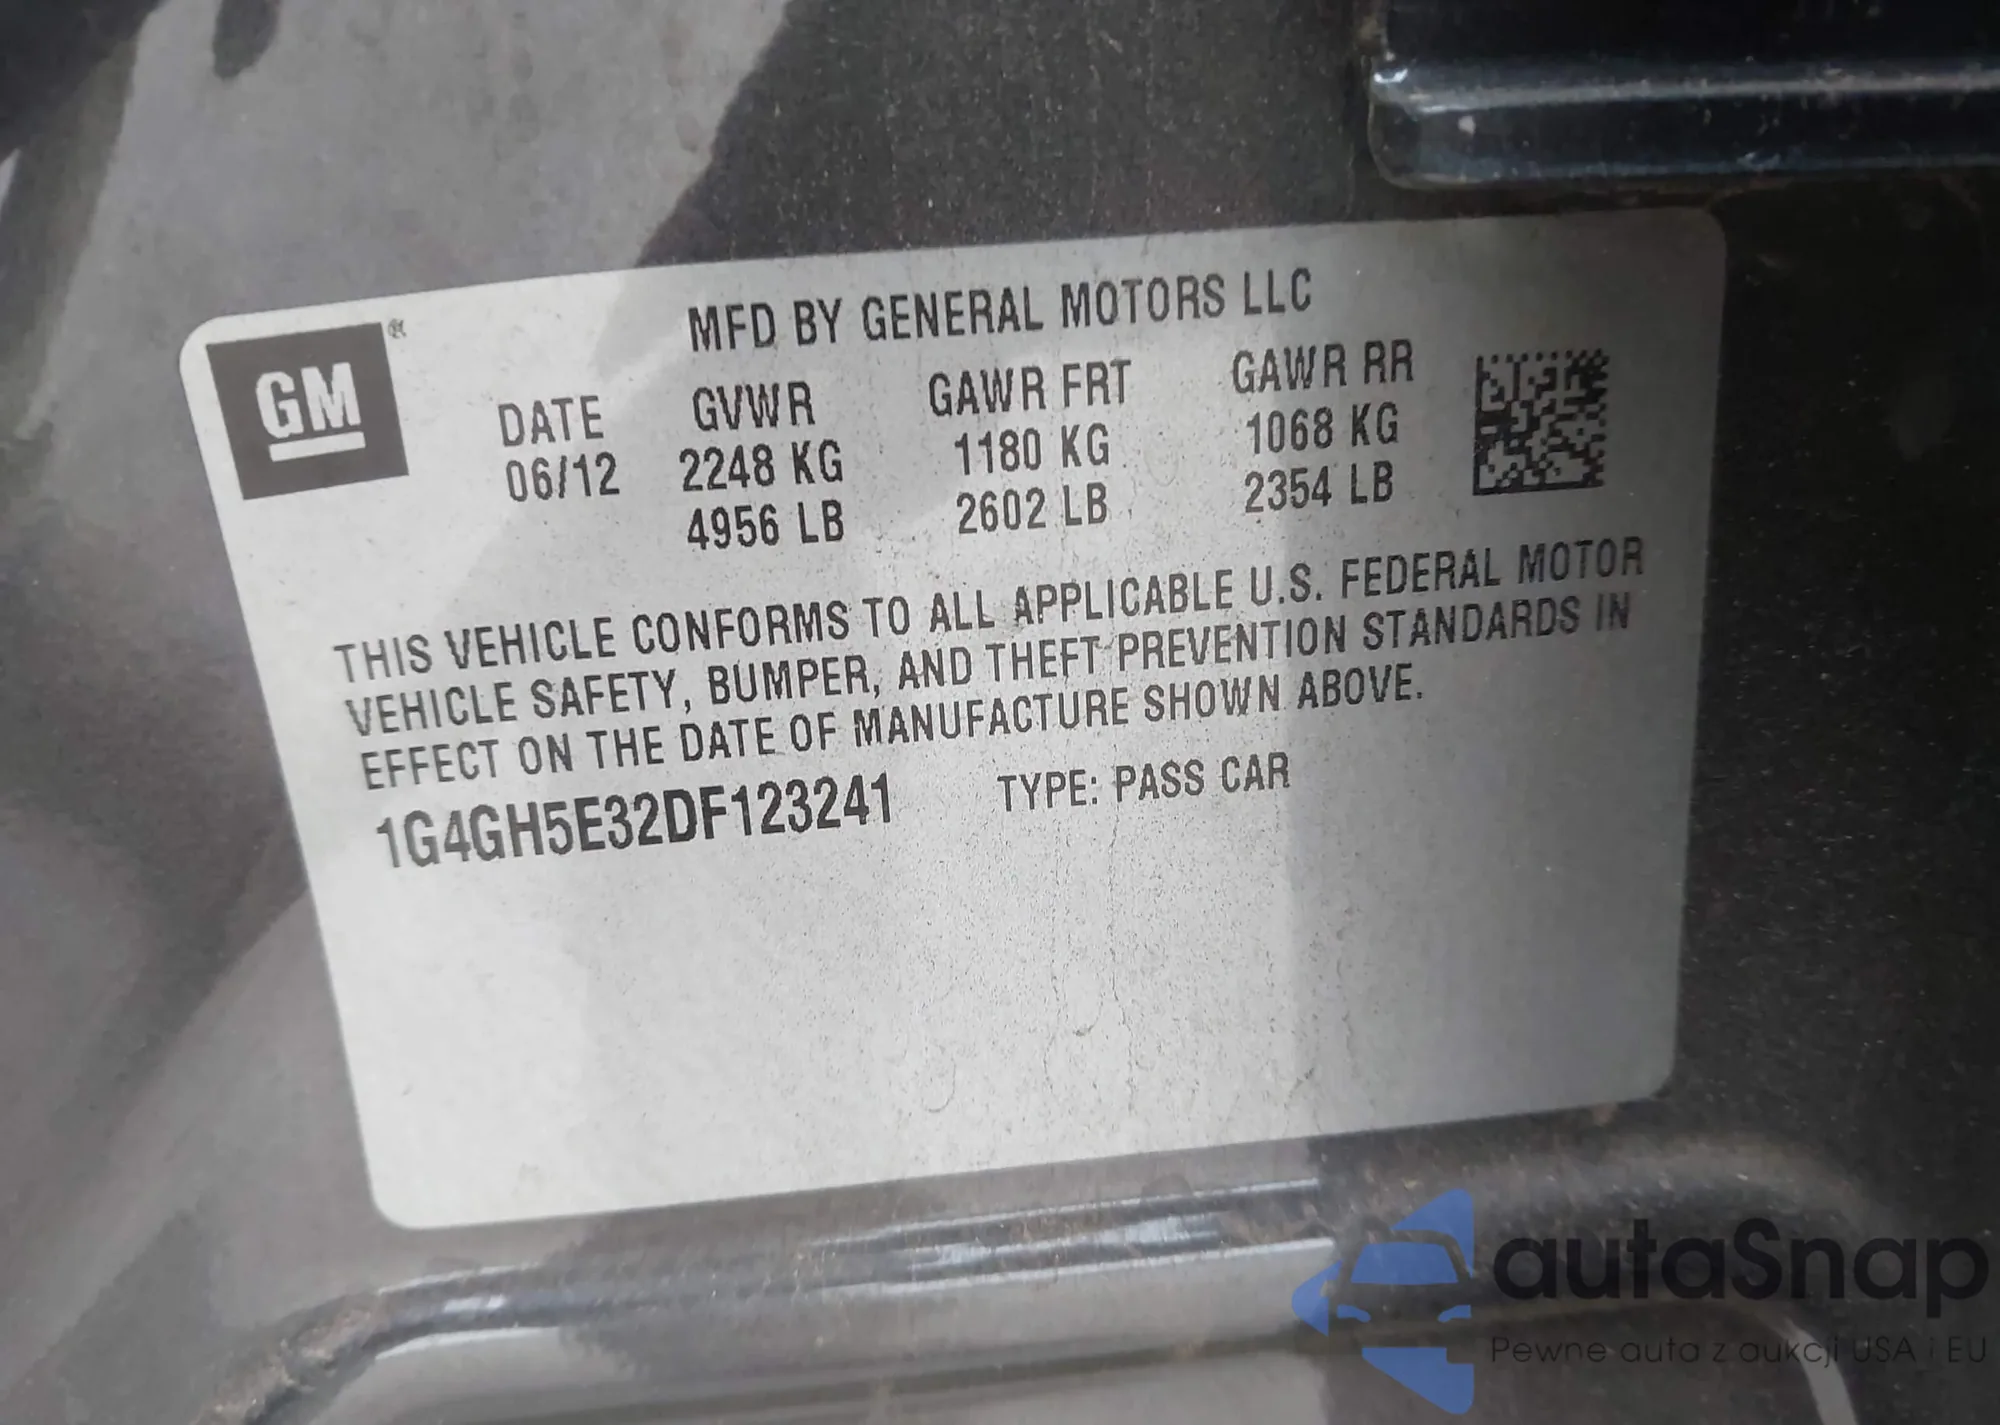 GM
MFD BY GENERAL MOTORS LLC
DATE GVWR GAWR FRT GAWR RR
06/12 2248 KG 1180 KG 1068 KG
4956 LB 2602 LB 2354 LB
THIS VEHICLE CONFORMS TO ALL APPLICABLE U.S. FEDERAL MOTOR
VEHICLE SAFETY, BUMPER, AND THEFT PREVENTION STANDARDS IN
EFFECT ON THE DATE OF MANUFACTURE SHOWN ABOVE.
1G4GH5E32DF123241 TYPE: PASS CAR
autaSnap
Pewne auta z aukcji USA i EU